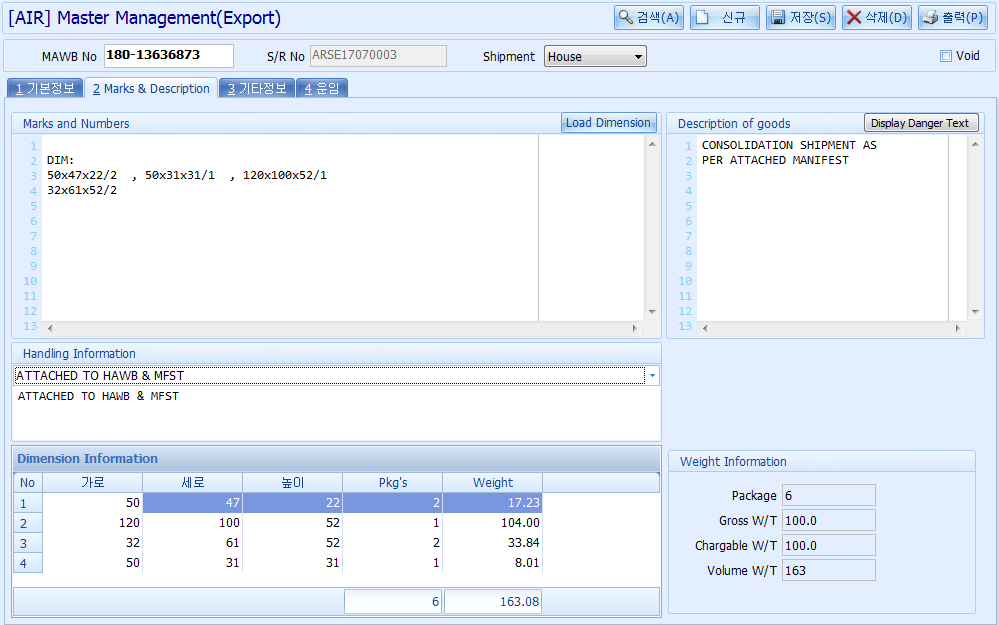 [AIR] Master Management(Export)
검색(A) 신규 저장(S) 삭제(D) 출력(P)
MAWB No 180-13636873 S/R No ARSE17070003 Shipment House Void
1 기본정보 2 Marks & Description 3 기타정보 4 운임
Marks and Numbers Load Dimension
1
2 DIM:
3 50x47x22/2 , 50x31x31/1 , 120x100x52/1
4 32x61x52/2
5
6
7
8
9
10
11
12
13
Description of goods Display Danger Text
1 CONSOLIDATION SHIPMENT AS
2 PER ATTACHED MANIFEST
3
4
5
6
7
8
9
10
11
12
13
Handling Information
ATTACHED TO HAWB & MFST
ATTACHED TO HAWB & MFST
Dimension Information
No 가로 세로 높이 Pkg's Weight
1 50 47 22 2 17.23
2 120 100 52 1 104.00
3 32 61 52 2 33.84
4 50 31 31 1 8.01
6 163.08
Weight Information
Package 6
Gross W/T 100.0
Chargable W/T 100.0
Volume W/T 163